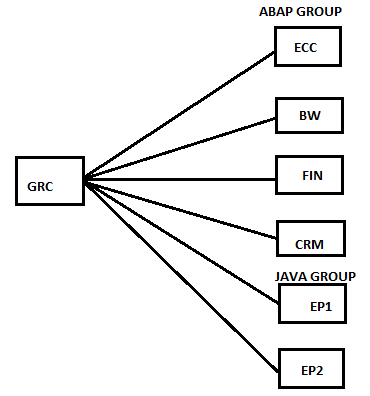 ABAP GROUP
ECC
BW
FIN
GRC
CRM
JAVA GROUP
EP1
EP2